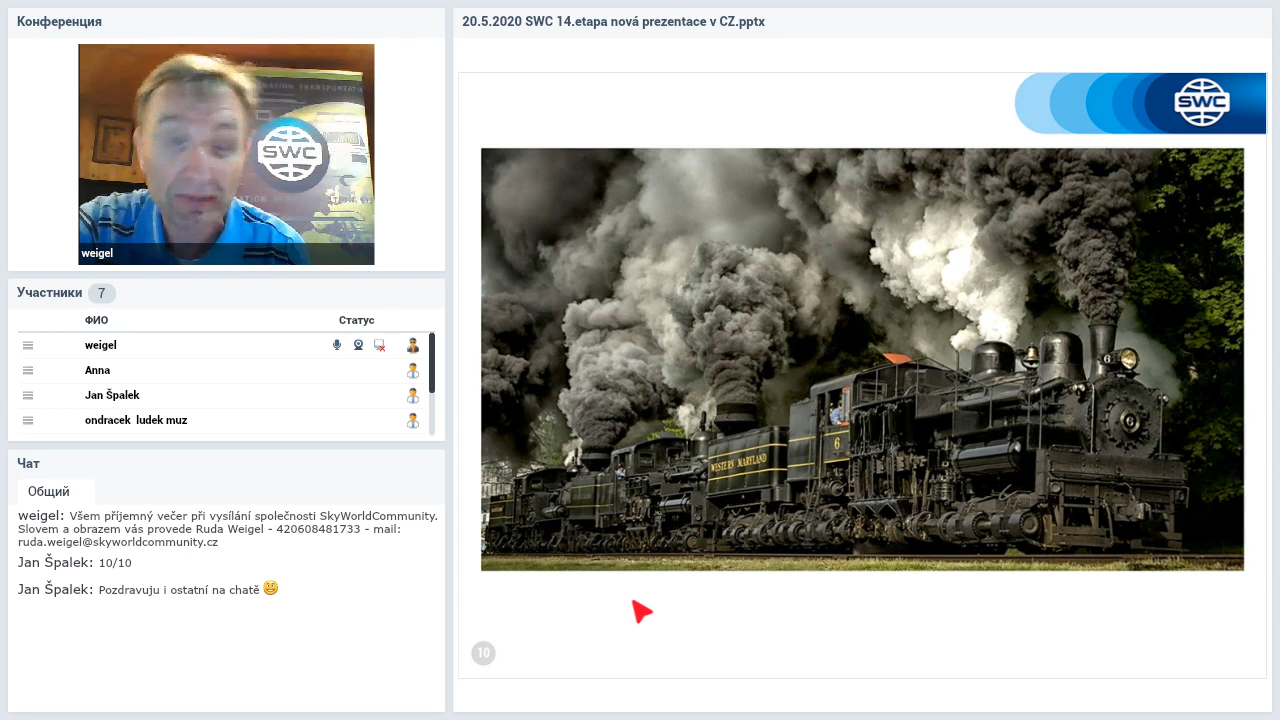 Конференция
SWC
weigel
Участники 7
ФИО Статус
weigel
Anna
Jan Špalek
ondracek ludek muz
Чат
Общий
weigel: Všem příjemný večer při vysílání společnosti SkyWorldCommunity.
Slovem a obrazem vás provede Ruda Weigel - 420608481733 - mail:
ruda.weigel@skyworldcommunity.cz
Jan Špalek: 10/10
Jan Špalek: Pozdravuju i ostatní na chatě
20.5.2020 SWC 14.etapa nová prezentace v CZ.pptx
SWC
6
6
WESTERN MARYLAND
10